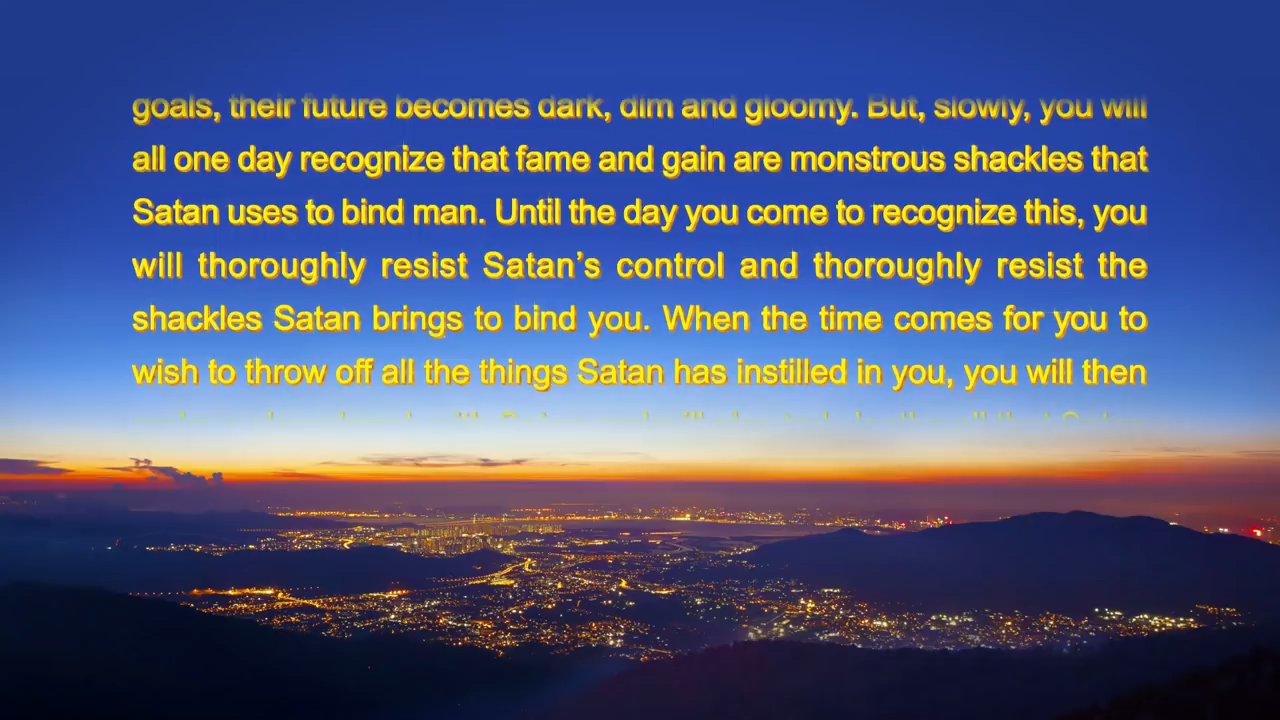 goals, their future becomes dark, dim and gloomy. But, slowly, you will
all one day recognize that fame and gain are monstrous shackles that
Satan uses to bind man. Until the day you come to recognize this, you
will thoroughly resist Satan’s control and thoroughly resist the
shackles Satan brings to bind you. When the time comes for you to
wish to throw off all the things Satan has instilled in you, you will then